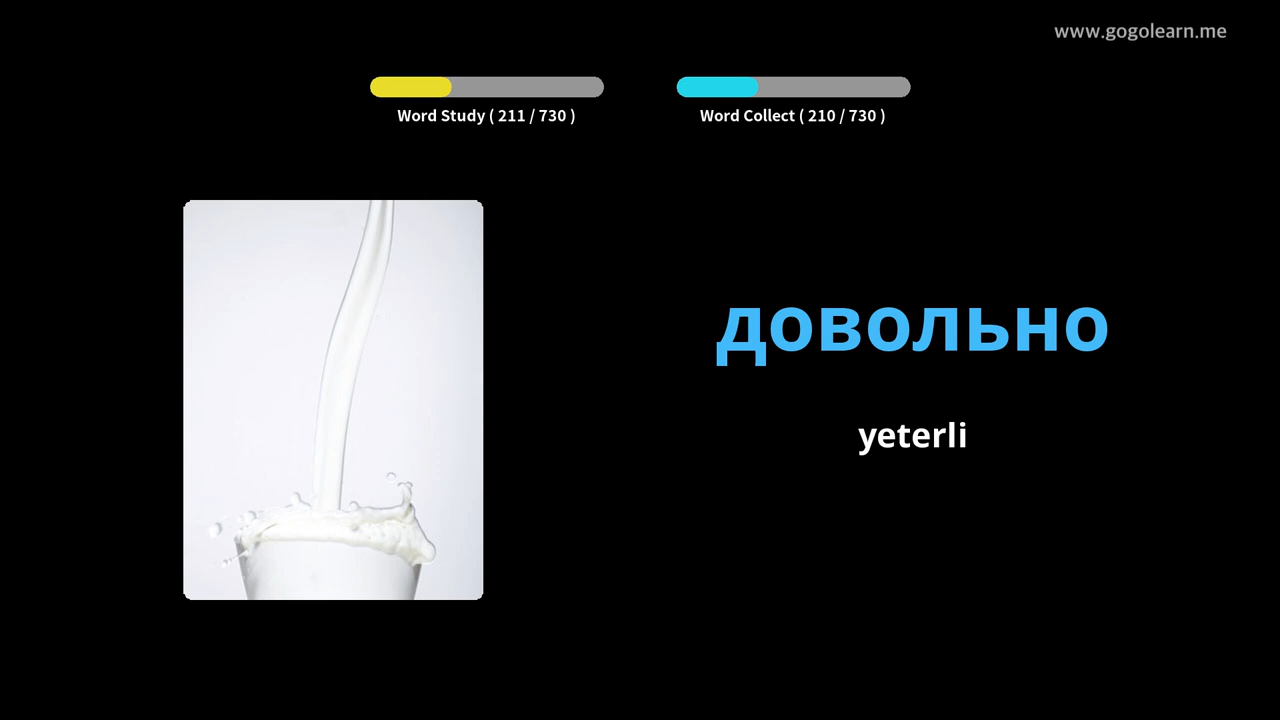 www.gogolearn.me
Word Study ( 211 / 730 )
Word Collect ( 210 / 730 )
довольно
yeterli